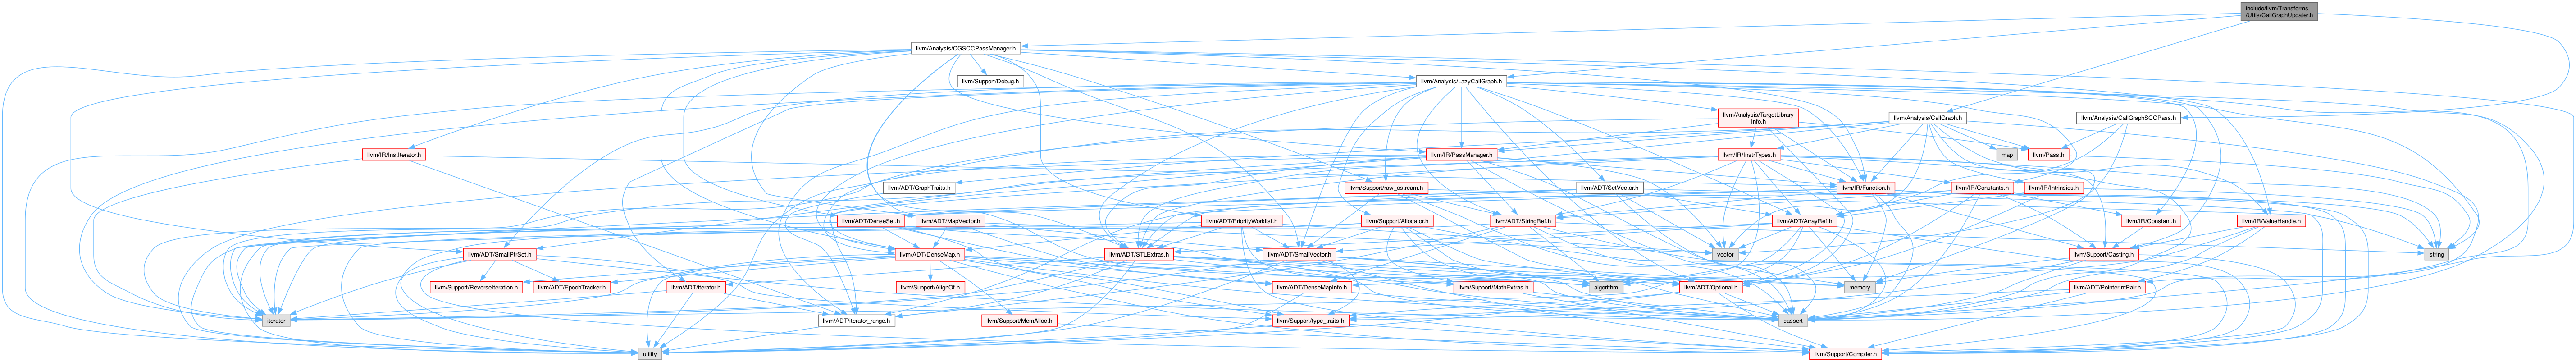 include/llvm/Transforms
/Utils/CallGraphUpdater.h
llvm/Analysis/CGSCCPassManager.h
llvm/Support/Debug.h
llvm/Analysis/LazyCallGraph.h
llvm/Analysis/TargetLibrary
Info.h
llvm/Analysis/CallGraph.h
llvm/Analysis/CallGraphSCCPass.h
llvm/IR/InstIterator.h
llvm/IR/PassManager.h
llvm/IR/InstrTypes.h
map
llvm/Pass.h
llvm/ADT/GraphTraits.h
llvm/Support/raw_ostream.h
llvm/ADT/SetVector.h
llvm/IR/Function.h
llvm/IR/Constants.h
llvm/IR/Intrinsics.h
llvm/ADT/DenseSet.h
llvm/ADT/MapVector.h
llvm/ADT/PriorityWorklist.h
llvm/Support/Allocator.h
llvm/ADT/StringRef.h
llvm/ADT/ArrayRef.h
llvm/IR/Constant.h
llvm/IR/ValueHandle.h
llvm/ADT/SmallPtrSet.h
llvm/ADT/DenseMap.h
llvm/ADT/STLExtras.h
llvm/ADT/SmallVector.h
vector
llvm/Support/Casting.h
string
llvm/Support/ReverseIteration.h
llvm/ADT/EpochTracker.h
llvm/ADT/iterator.h
llvm/Support/AlignOf.h
llvm/ADT/DenseMapInfo.h
llvm/Support/MathExtras.h
algorithm
llvm/ADT/Optional.h
memory
llvm/ADT/PointerIntPair.h
iterator
llvm/ADT/iterator_range.h
llvm/Support/MemAlloc.h
llvm/Support/type_traits.h
cassert
utility
llvm/Support/Compiler.h